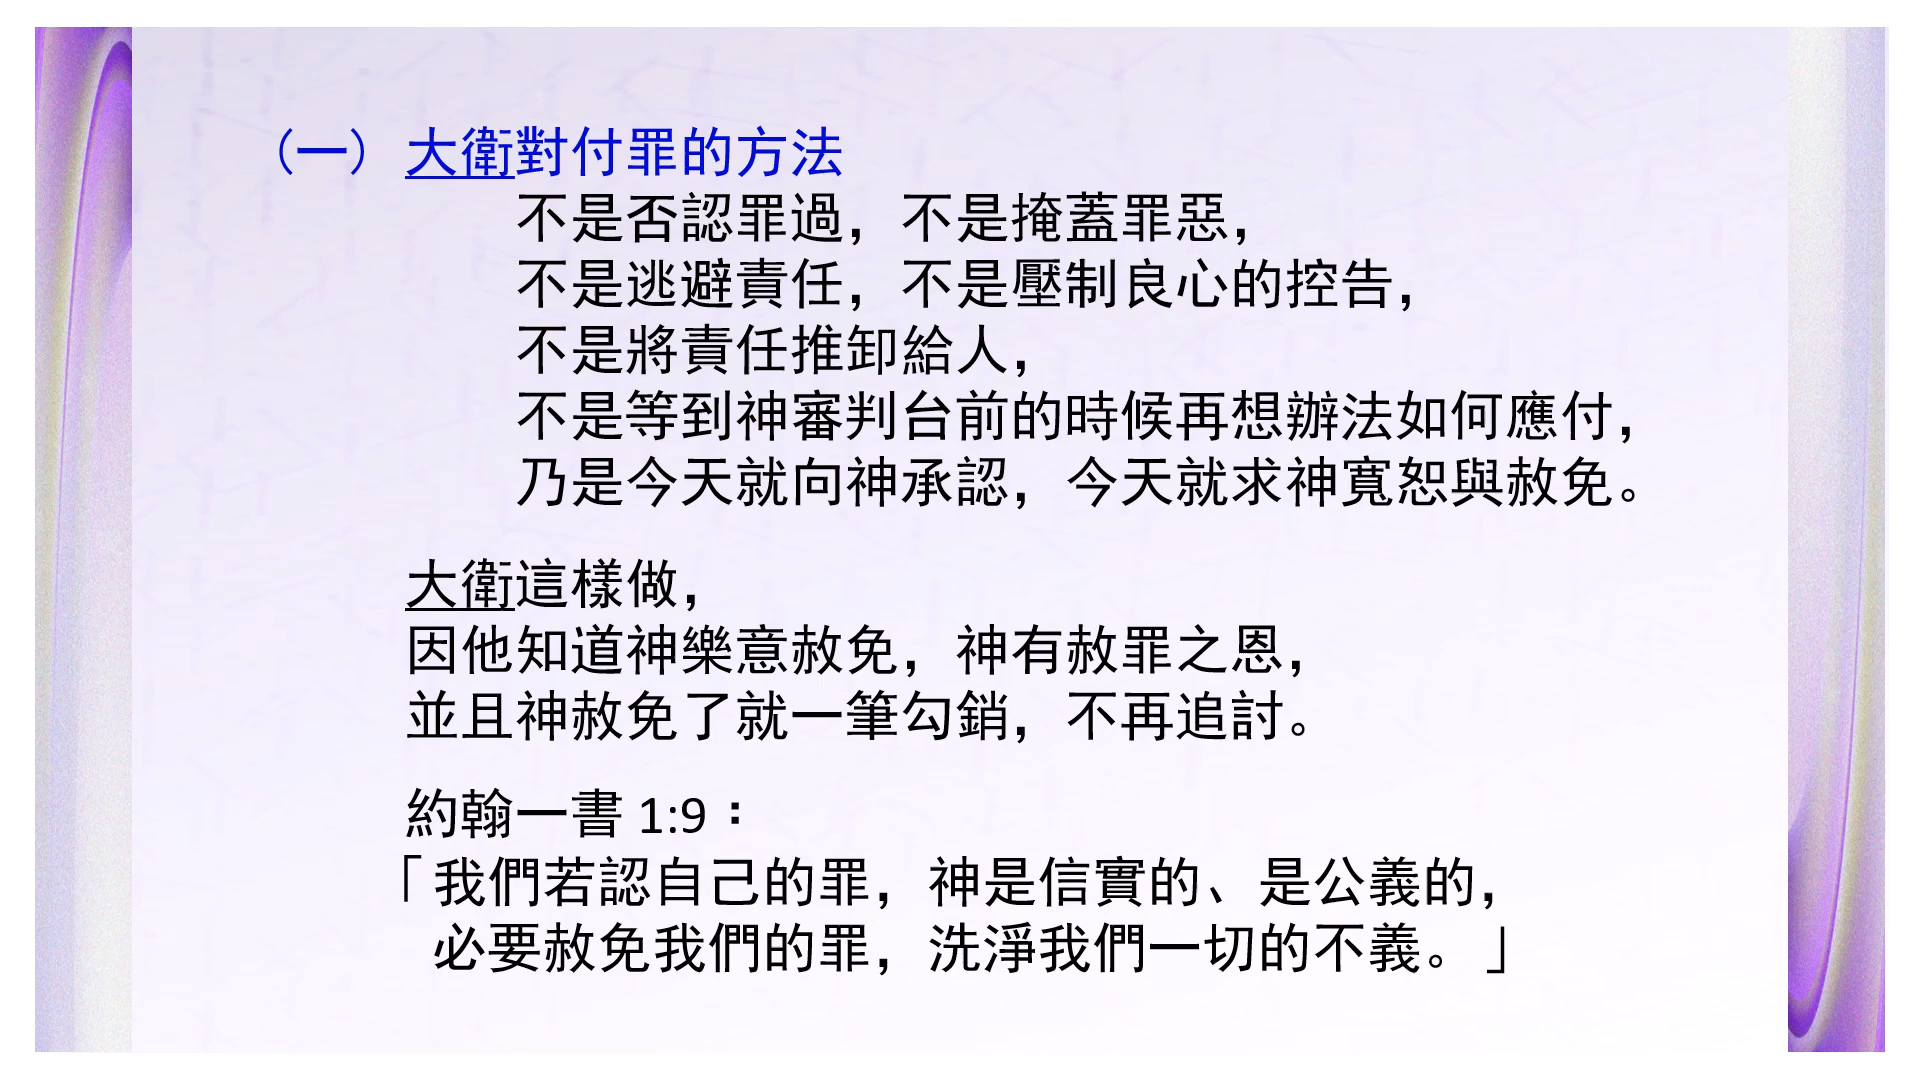 （一）大衛對付罪的方法
不是否認罪過，不是掩蓋罪惡，
不是逃避責任，不是壓制良心的控告，
不是將責任推卸給人，
不是等到神審判台前的時候再想辦法如何應付，
乃是今天就向神承認，今天就求神寬恕與赦免。
大衛這樣做，
因他知道神樂意赦免，神有赦罪之恩，
並且神赦免了就一筆勾銷，不再追討。
約翰一書 1:9：
「我們若認自己的罪，神是信實的、是公義的，
必要赦免我們的罪，洗淨我們一切的不義。」